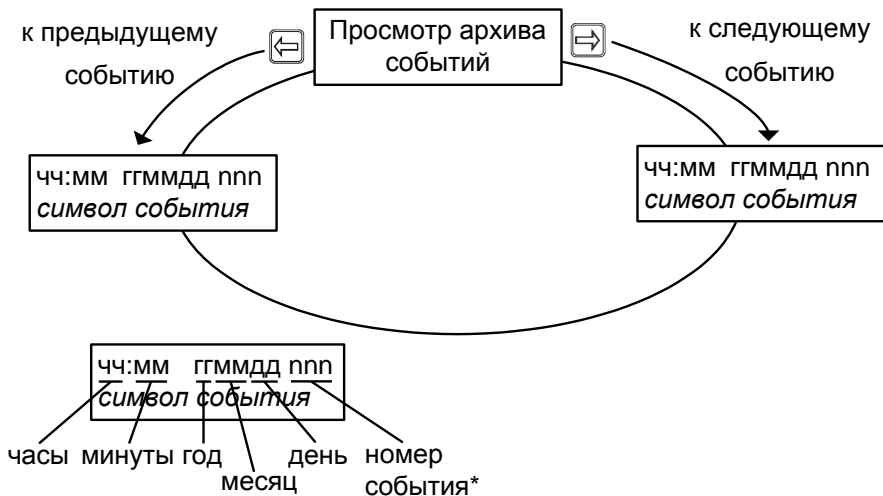 к предыдущему
событию
Просмотр архива
событий
к следующему
событию
чч:мм ггммдд nnn
символ события
чч:мм ггммдд nnn
символ события
чч:мм ггммдд nnn
символ события
часы минуты год день номер
месяц события*